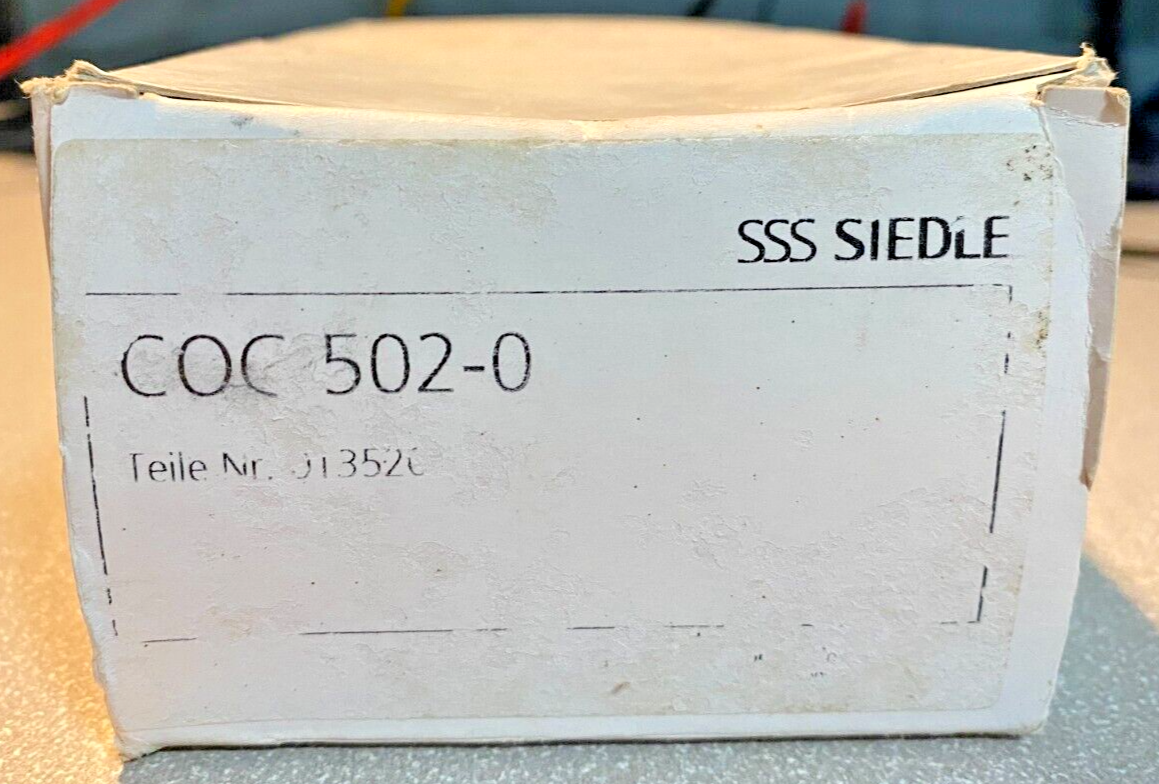 SSS SIEDLE
COC 502-0
Teile Nr.